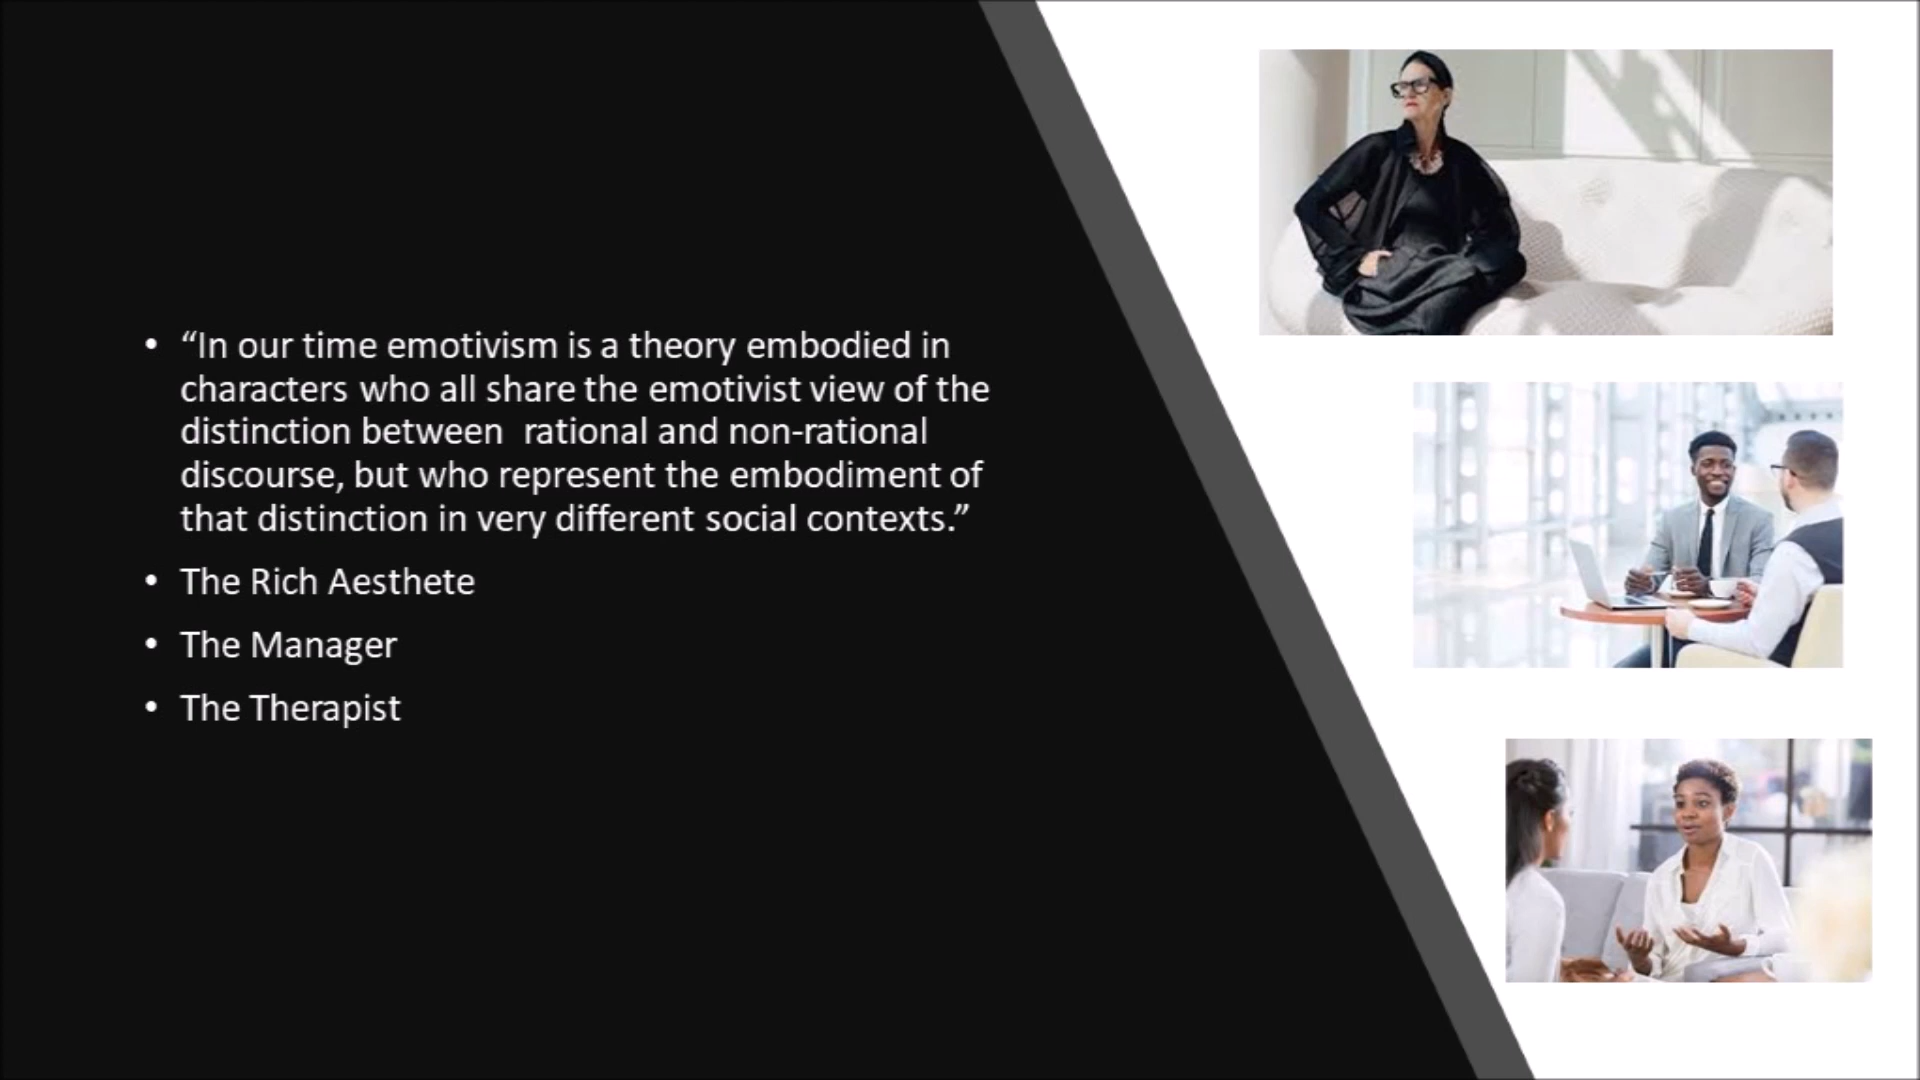 • “In our time emotivism is a theory embodied in
characters who all share the emotivist view of the
distinction between  rational and non-rational
discourse, but who represent the embodiment of
that distinction in very different social contexts.”
• The Rich Aesthete
• The Manager
• The Therapist